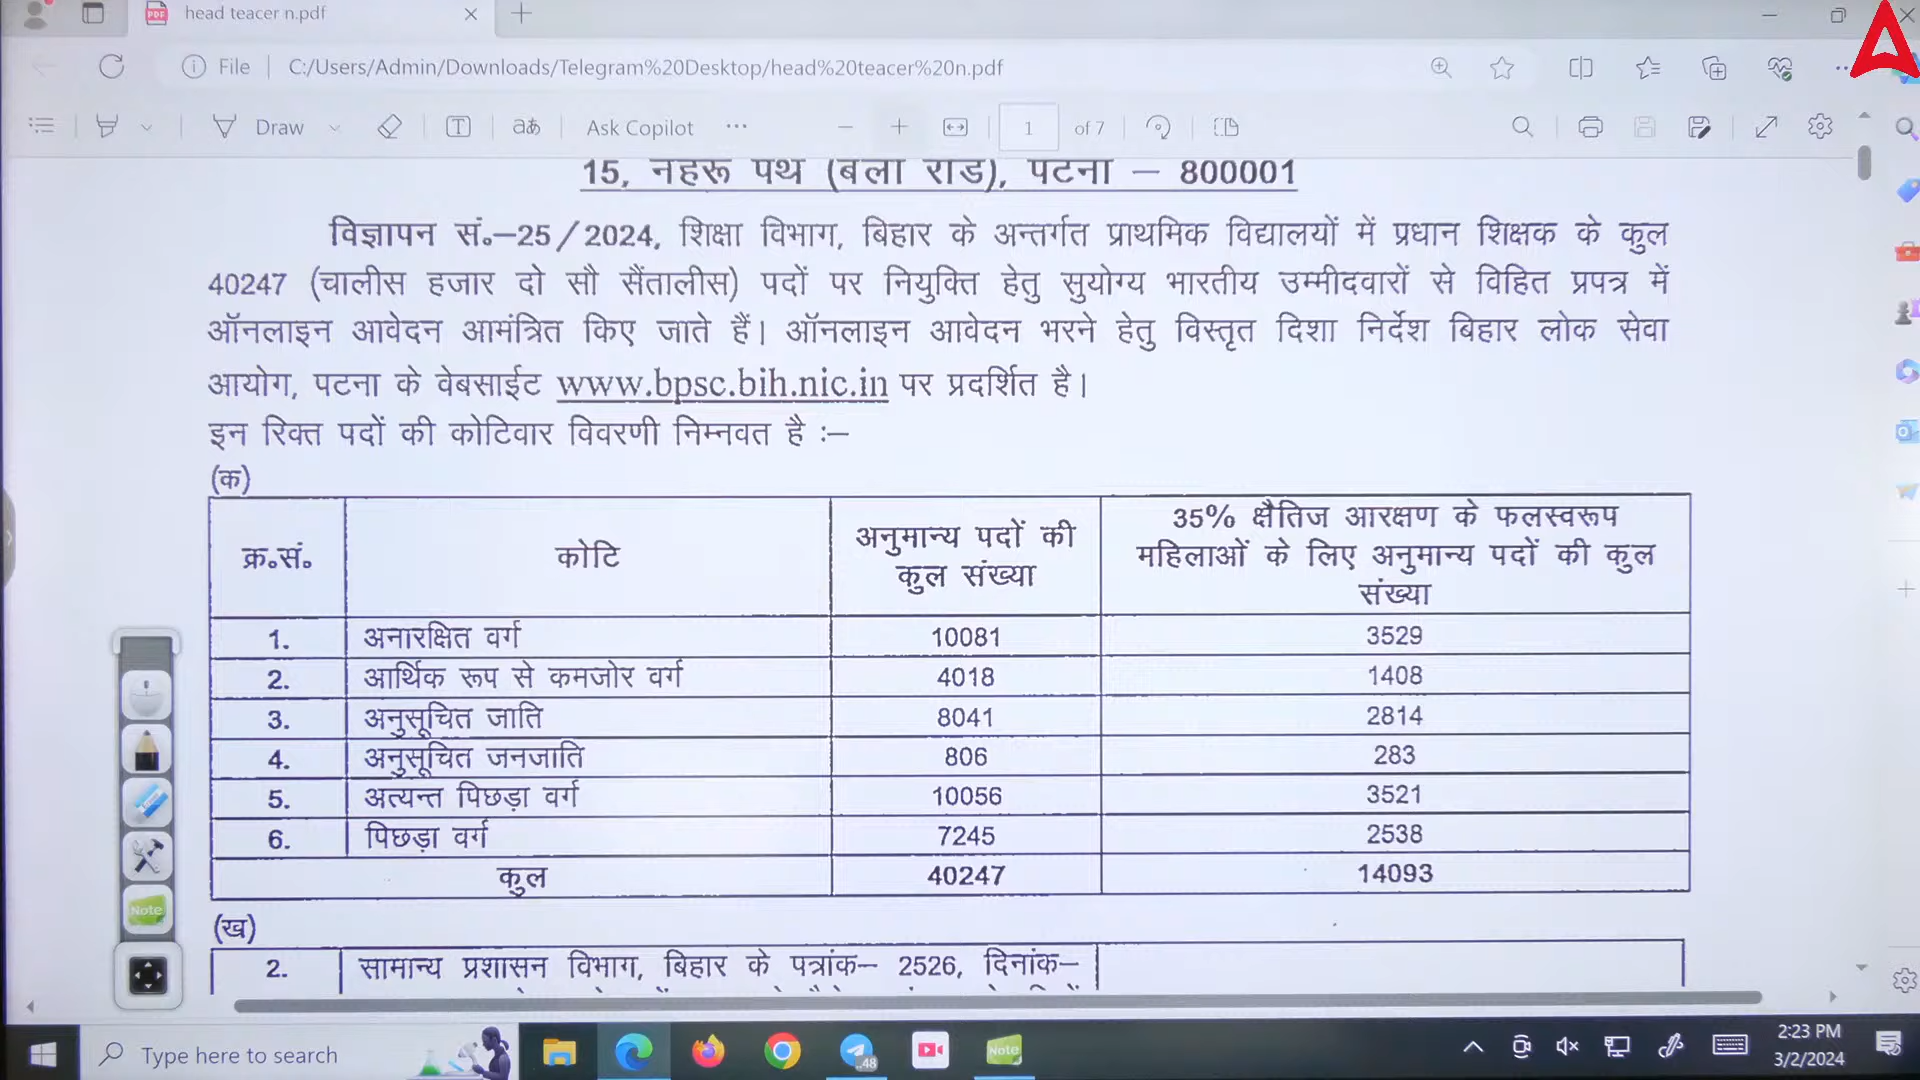 head teacer n.pdf
File
C:/Users/Admin/Downloads/Telegram%20Desktop/head%20teacer%20n.pdf
Draw
Ask Copilot
1 of 7
15, नेहरू पथ (बेली रोड), पटना – 800001
विज्ञापन सं०–25/2024, शिक्षा विभाग, बिहार के अन्तर्गत प्राथमिक विद्यालयों में प्रधान शिक्षक के कुल
40247 (चालीस हजार दो सौ सैंतालीस) पदों पर नियुक्ति हेतु सुयोग्य भारतीय उम्मीदवारों से विहित प्रपत्र में
ऑनलाइन आवेदन आमंत्रित किए जाते हैं। ऑनलाइन आवेदन भरने हेतु विस्तृत दिशा निर्देश बिहार लोक सेवा
आयोग, पटना के वेबसाईट www.bpsc.bih.nic.in पर प्रदर्शित है।
इन रिक्त पदों की कोटिवार विवरणी निम्नवत है :–
(क)
क्र०सं० कोटि अनुमान्य पदों की कुल संख्या 35% क्षैतिज आरक्षण के फलस्वरूप महिलाओं के लिए अनुमान्य पदों की कुल संख्या
1. अनारक्षित वर्ग 10081 3529
2. आर्थिक रूप से कमजोर वर्ग 4018 1408
3. अनुसूचित जाति 8041 2814
4. अनुसूचित जनजाति 806 283
5. अत्यन्त पिछड़ा वर्ग 10056 3521
6. पिछड़ा वर्ग 7245 2538
कुल 40247 14093
(ख)
2. सामान्य प्रशासन विभाग, बिहार के पत्रांक– 2526, दिनांक–
Note
Type here to search
48
Note
2:23 PM
3/2/2024